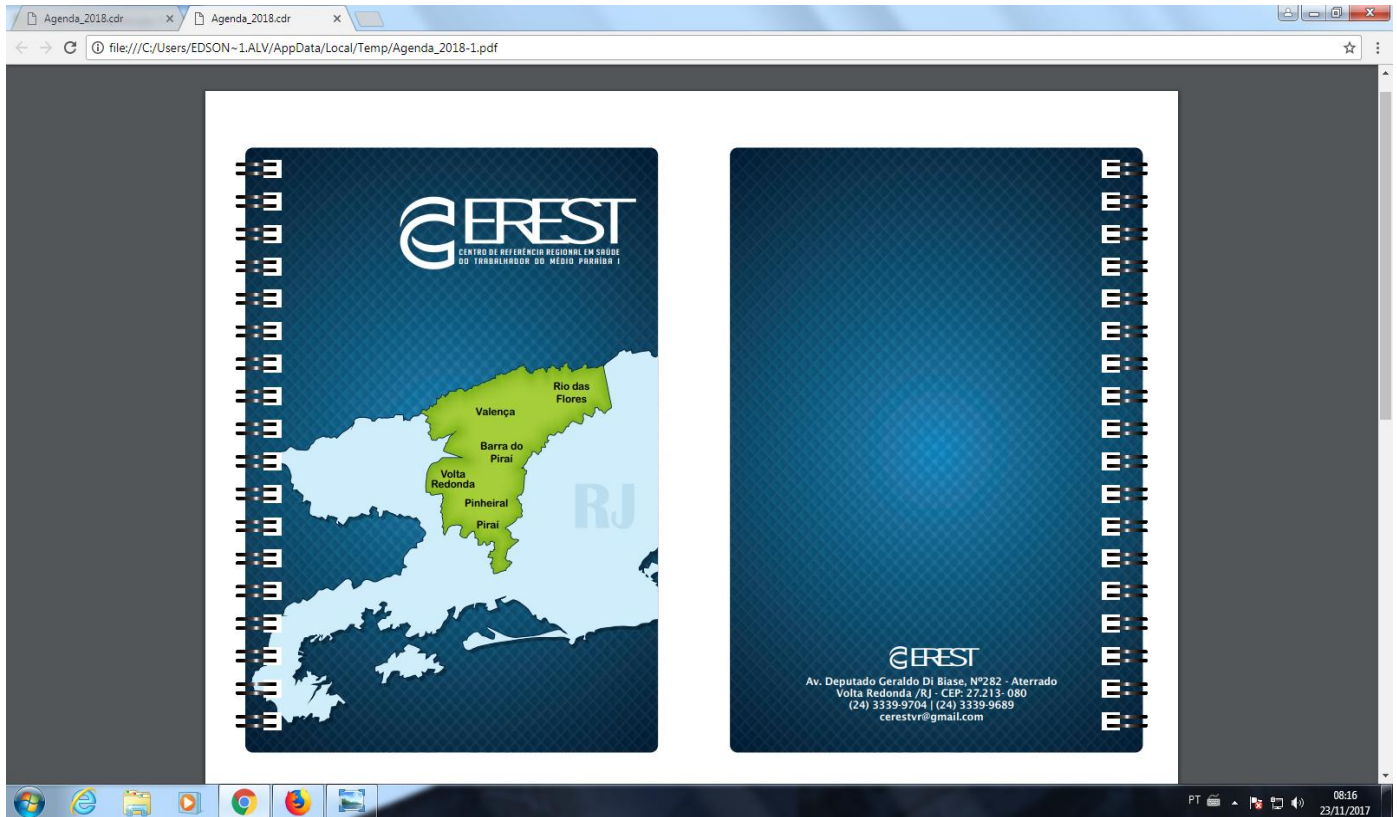 Agenda_2018.cdr
Agenda_2018.cdr
file:///C:/Users/EDSON~1.ALV/AppData/Local/Temp/Agenda_2018-1.pdf
CEREST
CENTRO DE REFERÊNCIA REGIONAL EM SAÚDE
DO TRABALHADOR DO MÉDIO PARAÍBA I
Rio das
Flores
Valença
Barra do
Piraí
Volta
Redonda
Pinheiral
Piraí
RJ
CEREST
Av. Deputado Geraldo Di Biase, Nº282 - Aterrado
Volta Redonda /RJ - CEP: 27.213- 080
(24) 3339-9704 | (24) 3339-9689
cerestvr@gmail.com
PT
08:16
23/11/2017